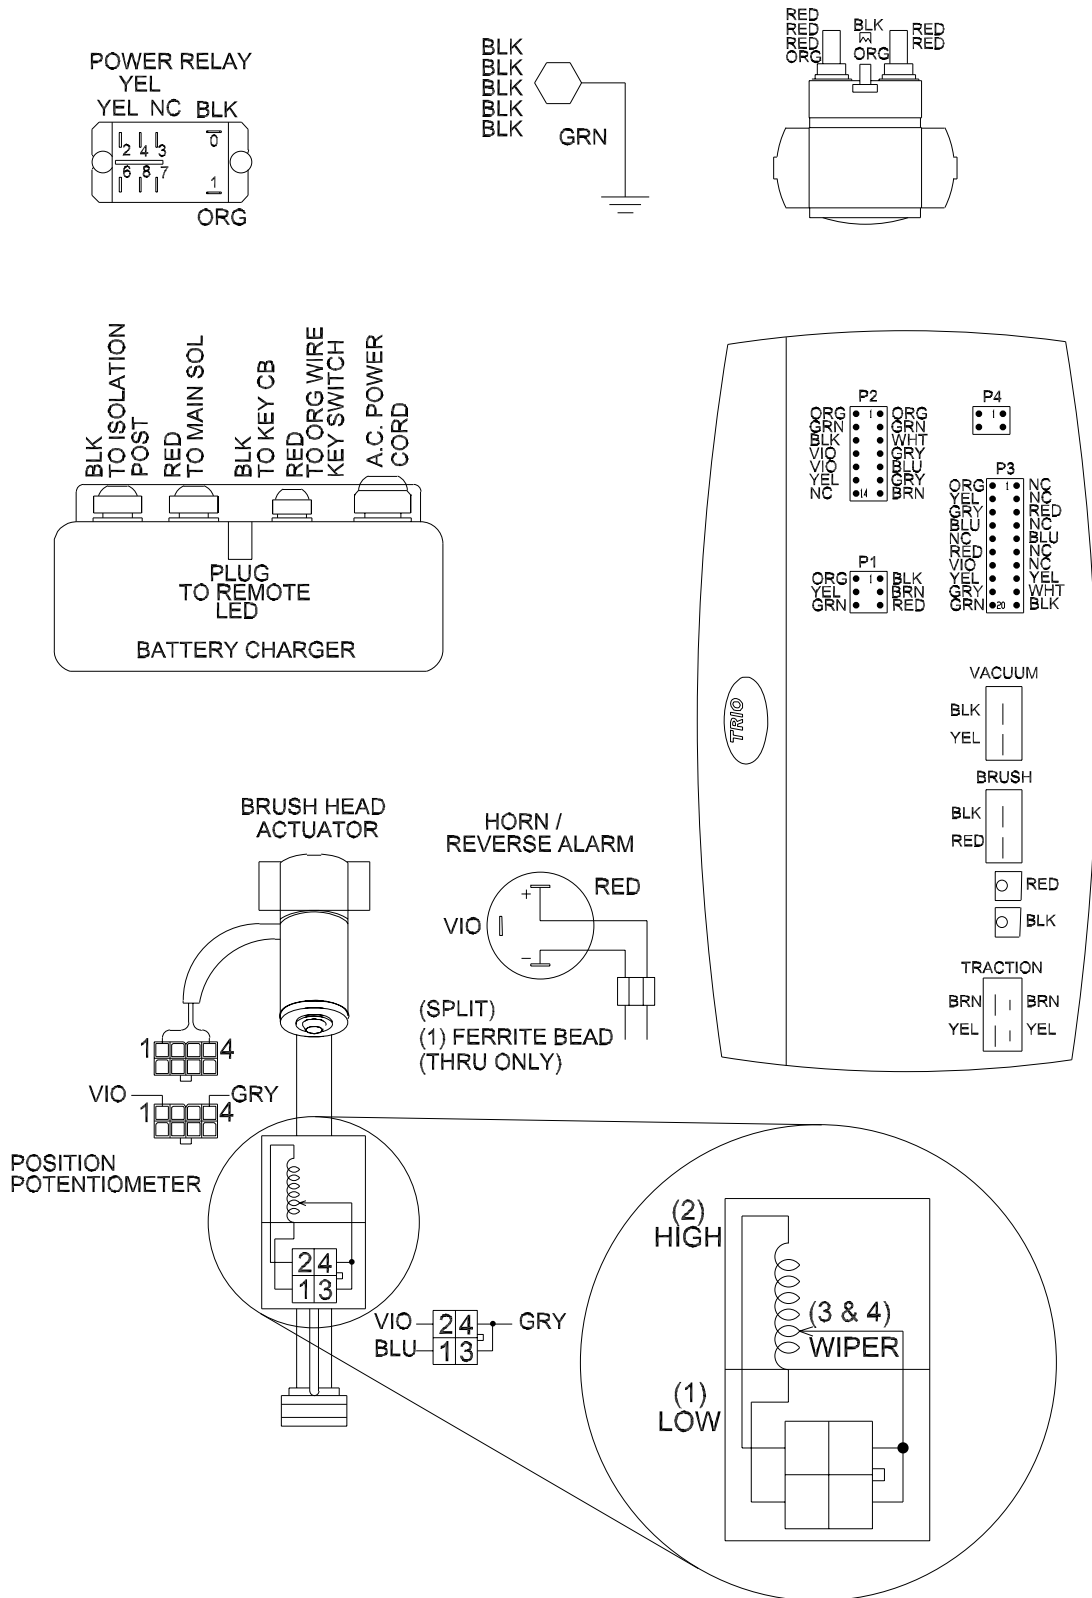 POWER RELAY
YEL
YEL NC BLK
2 4 3
0
6 8 7
1
ORG
BLK
BLK
BLK
BLK
BLK
GRN
RED
RED
RED
ORG
BLK
ORG
RED
RED
BLK
TO ISOLATION
POST
RED
TO MAIN SOL
BLK
TO KEY CB
RED
TO ORG WIRE
KEY SWITCH
A.C. POWER
CORD
PLUG
TO REMOTE
LED
BATTERY CHARGER
P2
ORG 1 ORG
GRN GRN
BLK WHT
VIO GRY
VIO BLU
YEL GRY
NC 14 BRN
P4
1
P3
ORG 1 NC
YEL NC
GRY RED
BLU NC
NC BLU
RED NC
VIO NC
YEL YEL
GRY WHT
GRN 20 BLK
P1
ORG 1 BLK
YEL BRN
GRN RED
TRIO
VACUUM
BLK
YEL
BRUSH
BLK
RED
RED
BLK
TRACTION
BRN BRN
YEL YEL
BRUSH HEAD
ACTUATOR
1 4
VIO GRY
1 4
HORN /
REVERSE ALARM
RED
+
VIO
–
(SPLIT)
(1) FERRITE BEAD
(THRU ONLY)
POSITION
POTENTIOMETER
2 4
1 3
VIO 2 4 GRY
BLU 1 3
(2)
HIGH
(3 & 4)
WIPER
(1)
LOW